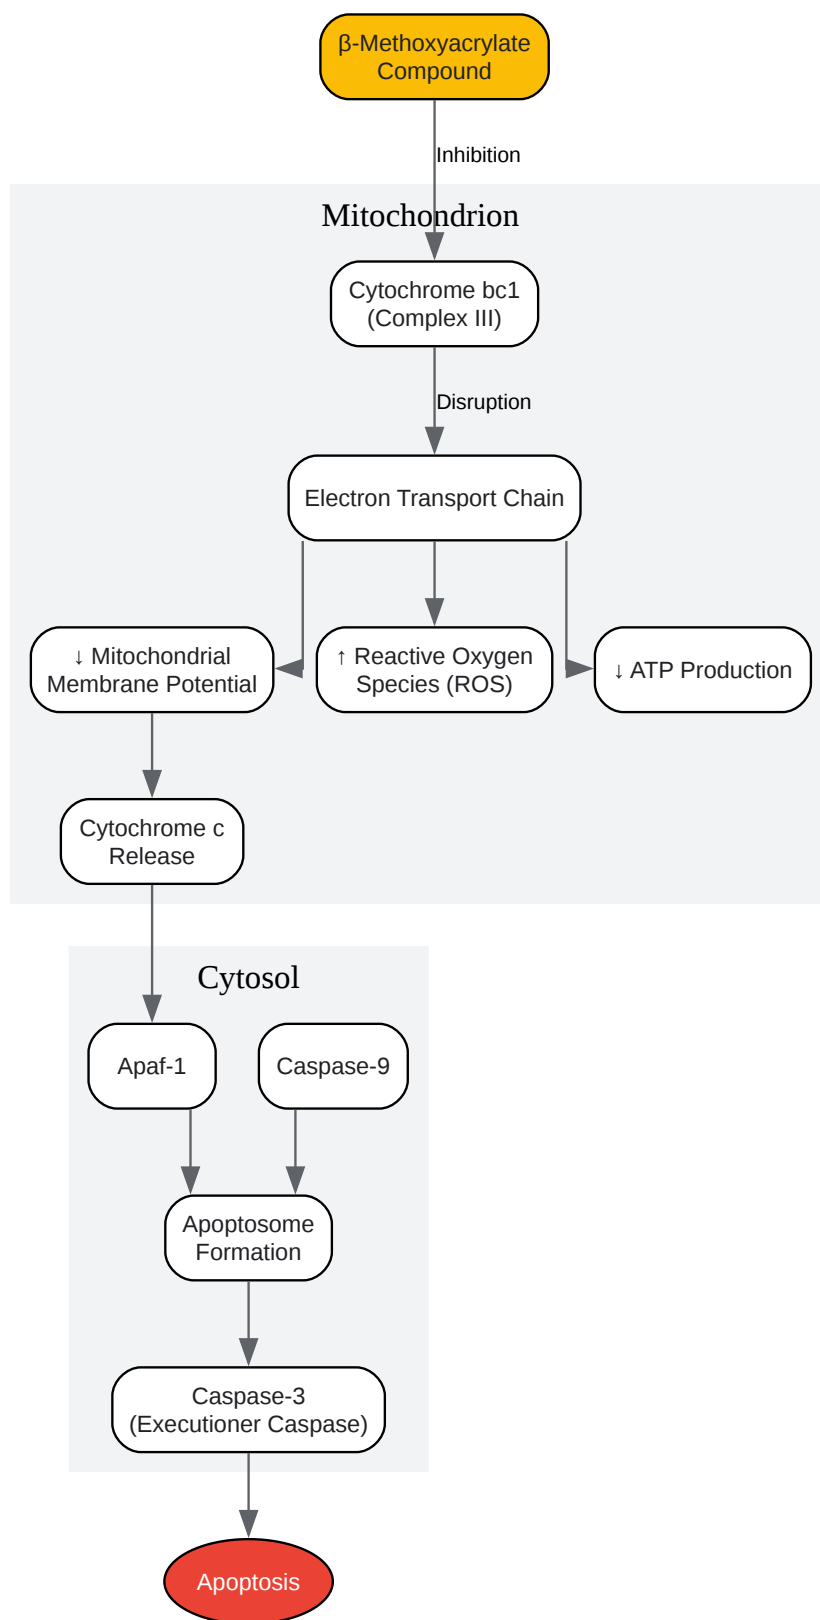 β-Methoxyacrylate
Compound
Inhibition
Mitochondrion
Cytochrome bc1
(Complex III)
Disruption
Electron Transport Chain
↓ Mitochondrial
Membrane Potential
↑ Reactive Oxygen
Species (ROS)
↓ ATP Production
Cytochrome c
Release
Cytosol
Apaf-1
Caspase-9
Apoptosome
Formation
Caspase-3
(Executioner Caspase)
Apoptosis